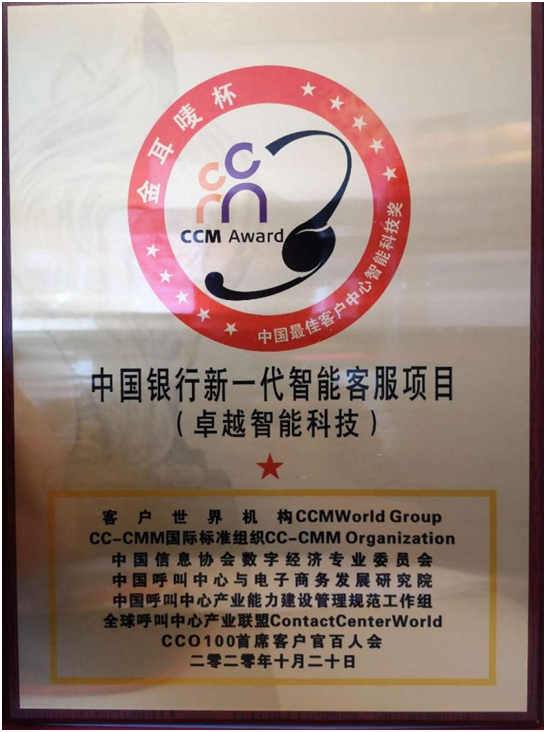 金耳唛杯
CCM
CCM Award
中国最佳客户中心智能科技奖
中国银行新一代智能客服项目
(卓越智能科技)
客户世界机构CCMWorld Group
CC-CMM国际标准组织CC-CMM Organization
中国信息协会数字经济专业委员会
中国呼叫中心与电子商务发展研究院
中国呼叫中心产业能力建设管理规范工作组
全球呼叫中心产业联盟ContactCenterWorld
CCO100首席客户官百人会
二零二零年十月二十日